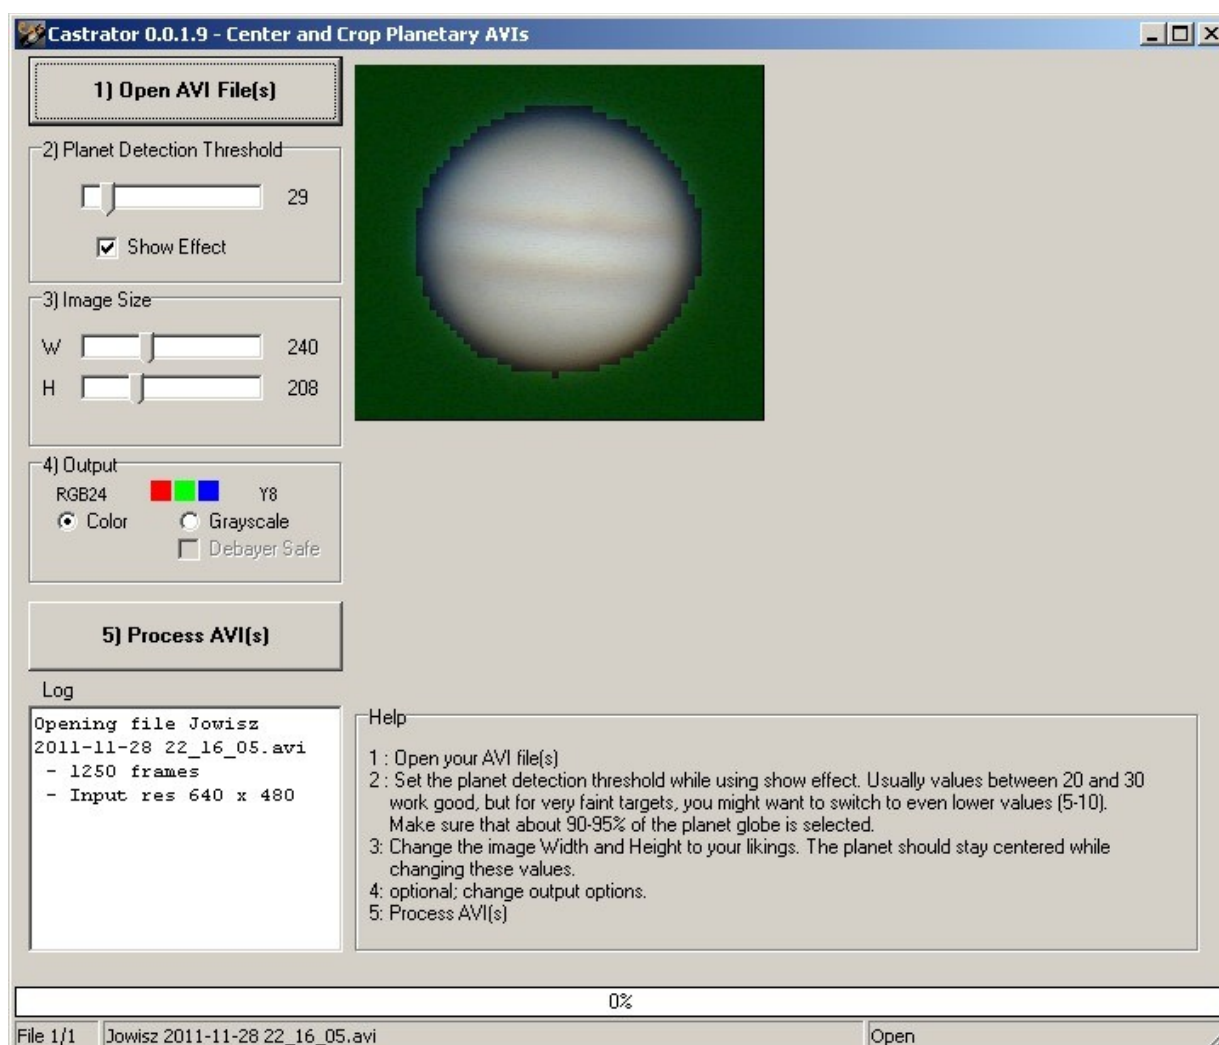 Castrator 0.0.1.9 - Center and Crop Planetary AVIs
1) Open AVI File(s)
2) Planet Detection Threshold
29
Show Effect
3) Image Size
W 240
H 208
4) Output
RGB24 Y8
Color Grayscale
Debayer Safe
5) Process AVI(s)
Log
Opening file Jowisz
2011-11-28 22_16_05.avi
- 1250 frames
- Input res 640 x 480
Help
1 : Open your AVI file(s)
2 : Set the planet detection threshold while using show effect. Usually values between 20 and 30
work good, but for very faint targets, you might want to switch to even lower values (5-10).
Make sure that about 90-95% of the planet globe is selected.
3: Change the image Width and Height to your likings. The planet should stay centered while
changing these values.
4: optional; change output options.
5: Process AVI(s)
0%
File 1/1 Jowisz 2011-11-28 22_16_05.avi Open